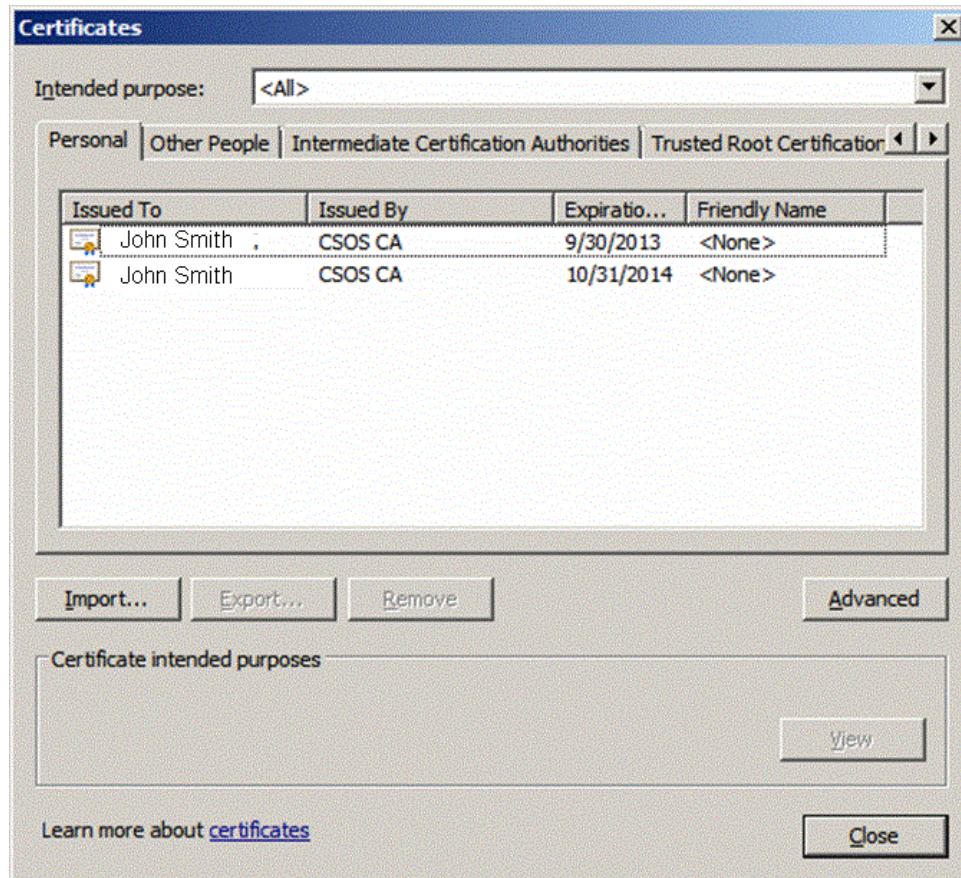 Certificates
Intended purpose: <All>
Personal Other People Intermediate Certification Authorities Trusted Root Certification
Issued To Issued By Expiratio... Friendly Name
John Smith , CSOS CA 9/30/2013 <None>
John Smith CSOS CA 10/31/2014 <None>
Import... Export... Remove Advanced
Certificate intended purposes
View
Learn more about certificates
Close